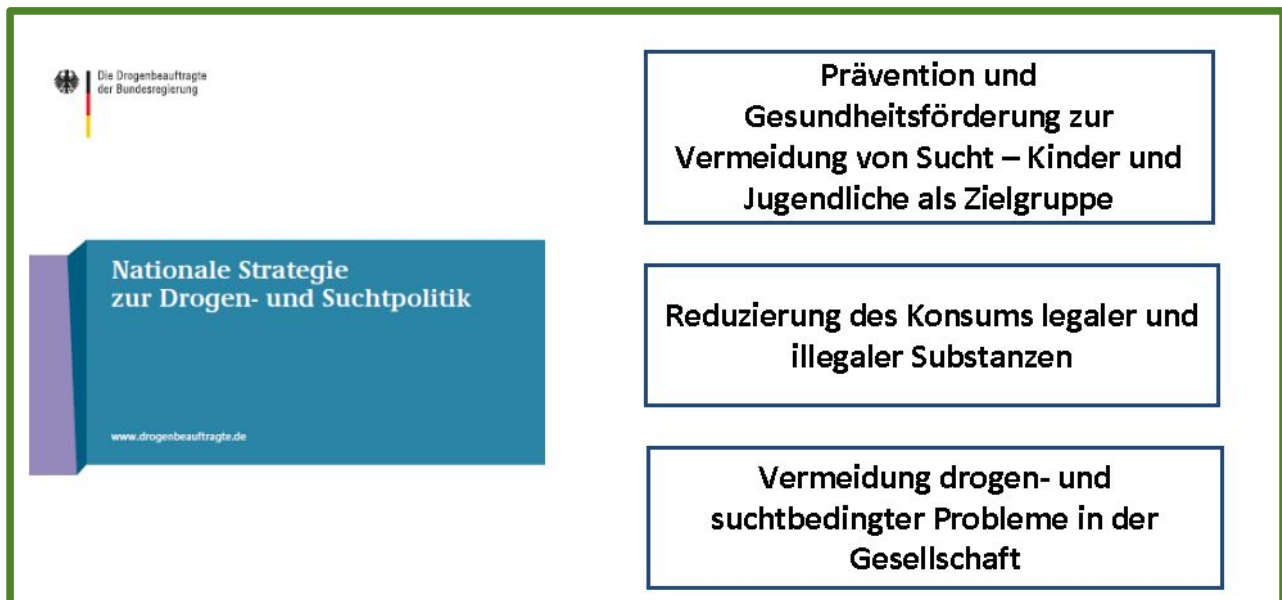 Die Drogenbeauftragte
der Bundesregierung
Nationale Strategie
zur Drogen- und Suchtpolitik
www.drogenbeauftragte.de
Prävention und
Gesundheitsförderung zur
Vermeidung von Sucht – Kinder und
Jugendliche als Zielgruppe
Reduzierung des Konsums legaler und
illegaler Substanzen
Vermeidung drogen- und
suchtbedingter Probleme in der
Gesellschaft